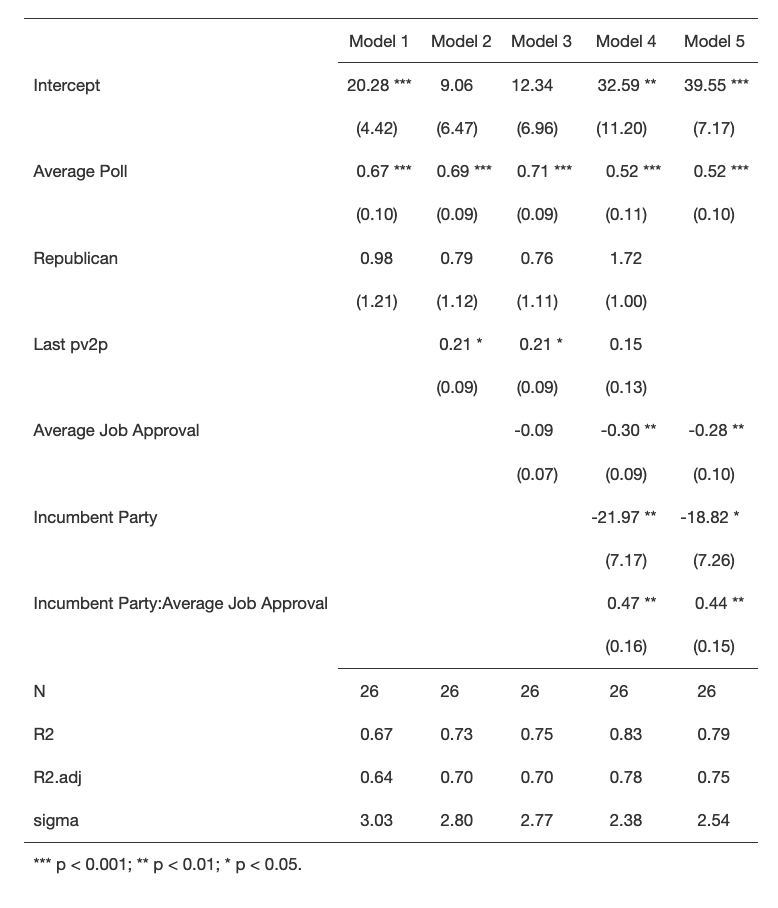 Model 1 Model 2 Model 3 Model 4 Model 5
Intercept 20.28 *** 9.06 12.34 32.59 ** 39.55 ***
(4.42) (6.47) (6.96) (11.20) (7.17)
Average Poll 0.67 *** 0.69 *** 0.71 *** 0.52 *** 0.52 ***
(0.10) (0.09) (0.09) (0.11) (0.10)
Republican 0.98 0.79 0.76 1.72
(1.21) (1.12) (1.11) (1.00)
Last pv2p 0.21 * 0.21 * 0.15
(0.09) (0.09) (0.13)
Average Job Approval -0.09 -0.30 ** -0.28 **
(0.07) (0.09) (0.10)
Incumbent Party -21.97 ** -18.82 *
(7.17) (7.26)
Incumbent Party:Average Job Approval 0.47 ** 0.44 **
(0.16) (0.15)
N 26 26 26 26 26
R2 0.67 0.73 0.75 0.83 0.79
R2.adj 0.64 0.70 0.70 0.78 0.75
sigma 3.03 2.80 2.77 2.38 2.54
*** p < 0.001; ** p < 0.01; * p < 0.05.